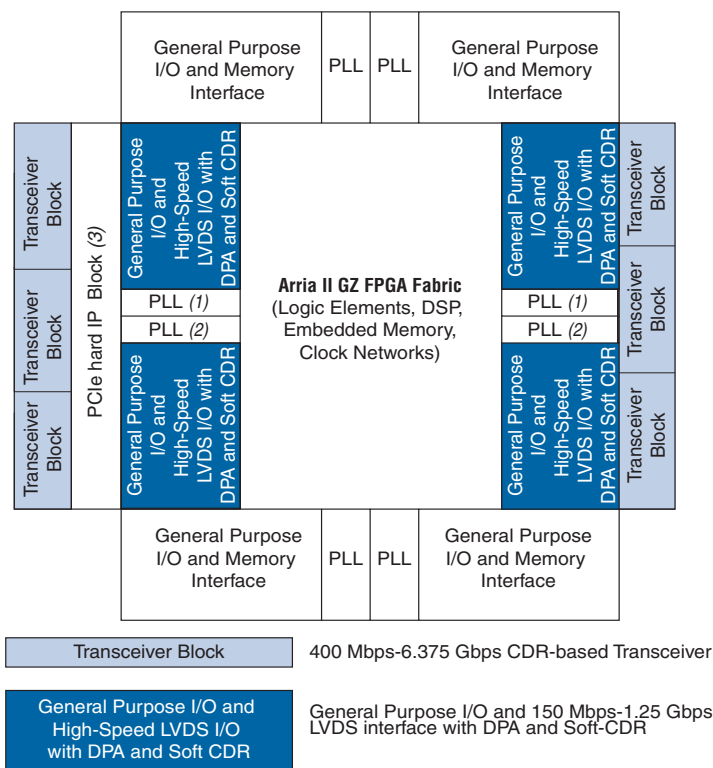 General Purpose
I/O and Memory
Interface
PLL
PLL
General Purpose
I/O and Memory
Interface
Transceiver
Block
Transceiver
Block
Transceiver
Block
PCIe hard IP Block (3)
General Purpose
I/O and
High-Speed
LVDS I/O with
DPA and Soft CDR
PLL (1)
PLL (2)
General Purpose
I/O and
High-Speed
LVDS I/O with
DPA and Soft CDR
Arria II GZ FPGA Fabric
(Logic Elements, DSP,
Embedded Memory,
Clock Networks)
General Purpose
I/O and
High-Speed
LVDS I/O with
DPA and Soft CDR
PLL (1)
PLL (2)
General Purpose
I/O and
High-Speed
LVDS I/O with
DPA and Soft CDR
Transceiver
Block
Transceiver
Block
Transceiver
Block
General Purpose
I/O and Memory
Interface
PLL
PLL
General Purpose
I/O and Memory
Interface
Transceiver Block
400 Mbps-6.375 Gbps CDR-based Transceiver
General Purpose I/O and
High-Speed LVDS I/O
with DPA and Soft CDR
General Purpose I/O and 150 Mbps-1.25 Gbps
LVDS interface with DPA and Soft-CDR